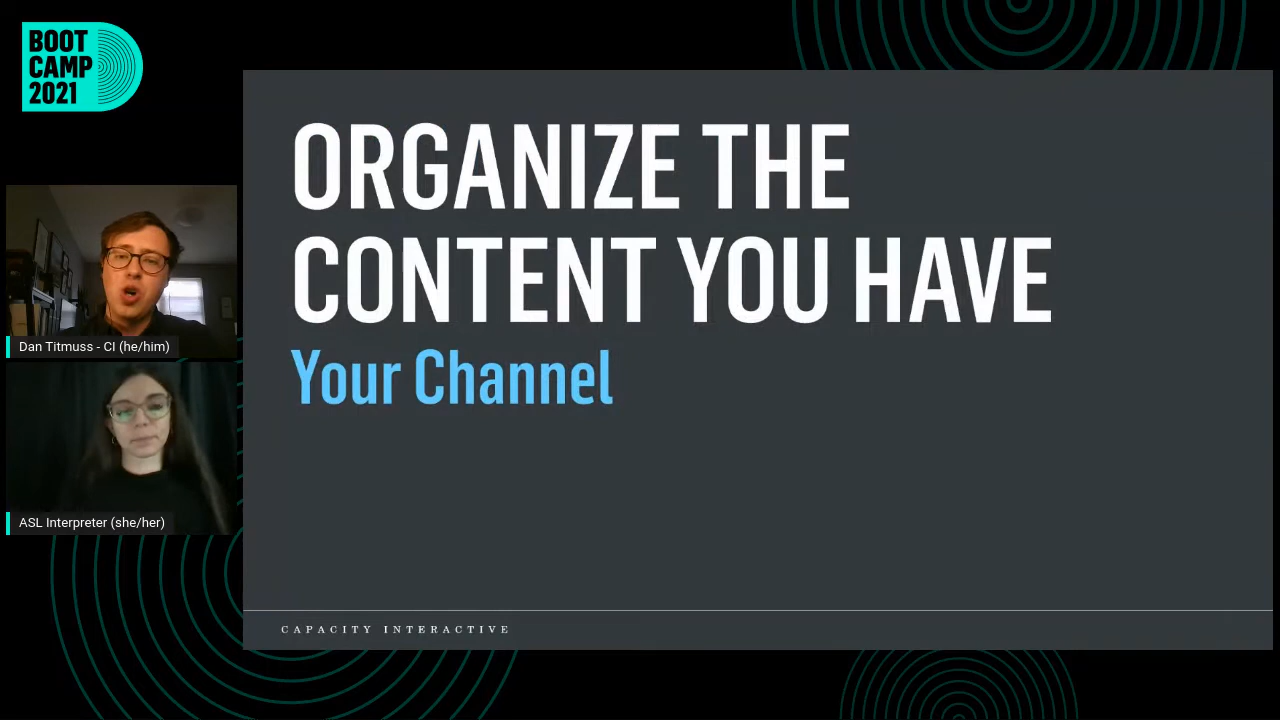 BOOT
CAMP
2021
ORGANIZE THE
CONTENT YOU HAVE
Your Channel
Dan Titmuss - CI (he/him)
ASL Interpreter (she/her)
CAPACITY INTERACTIVE